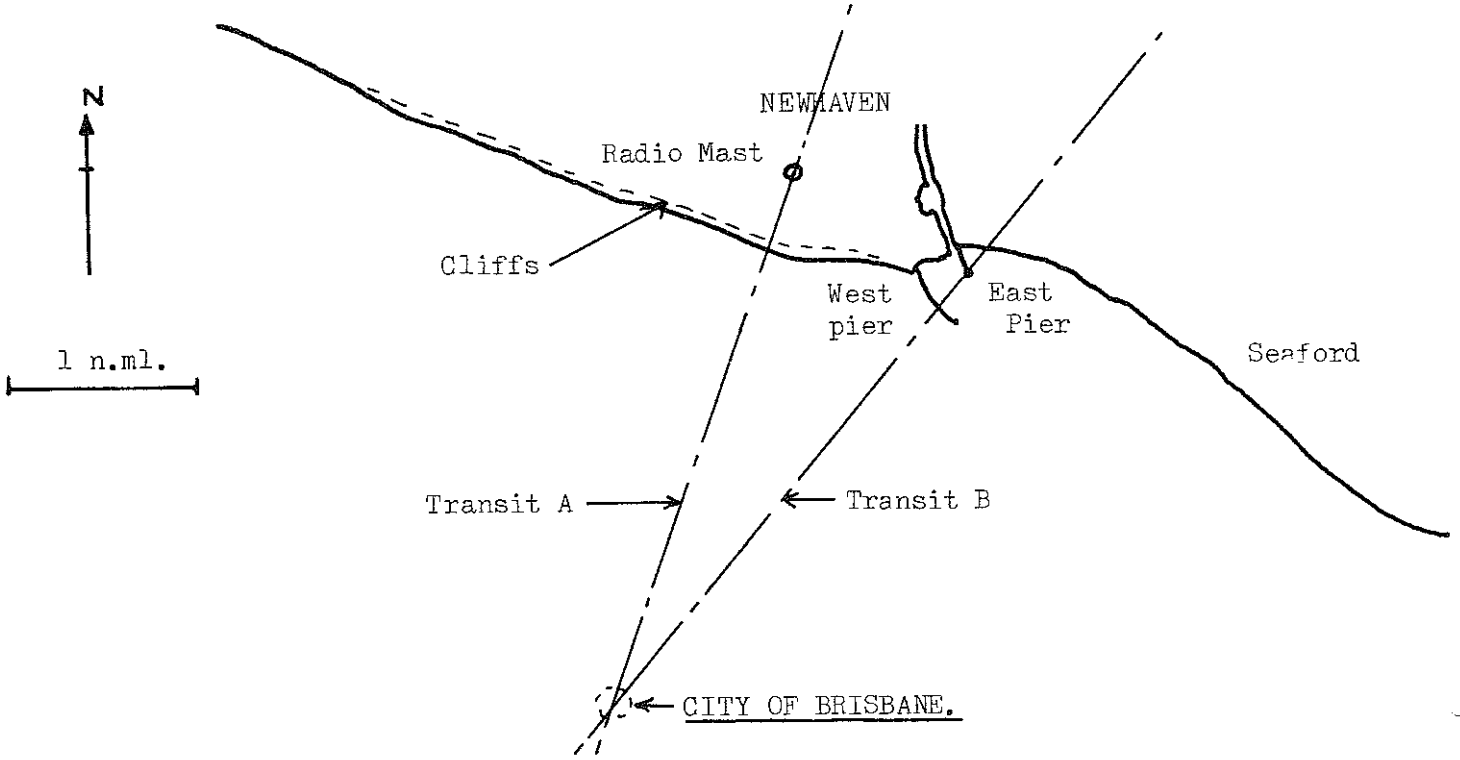 N
NEWHAVEN
Radio Mast
Cliffs
West
pier
East
Pier
1 n.ml.
Seaford
Transit A
Transit B
CITY OF BRISBANE.